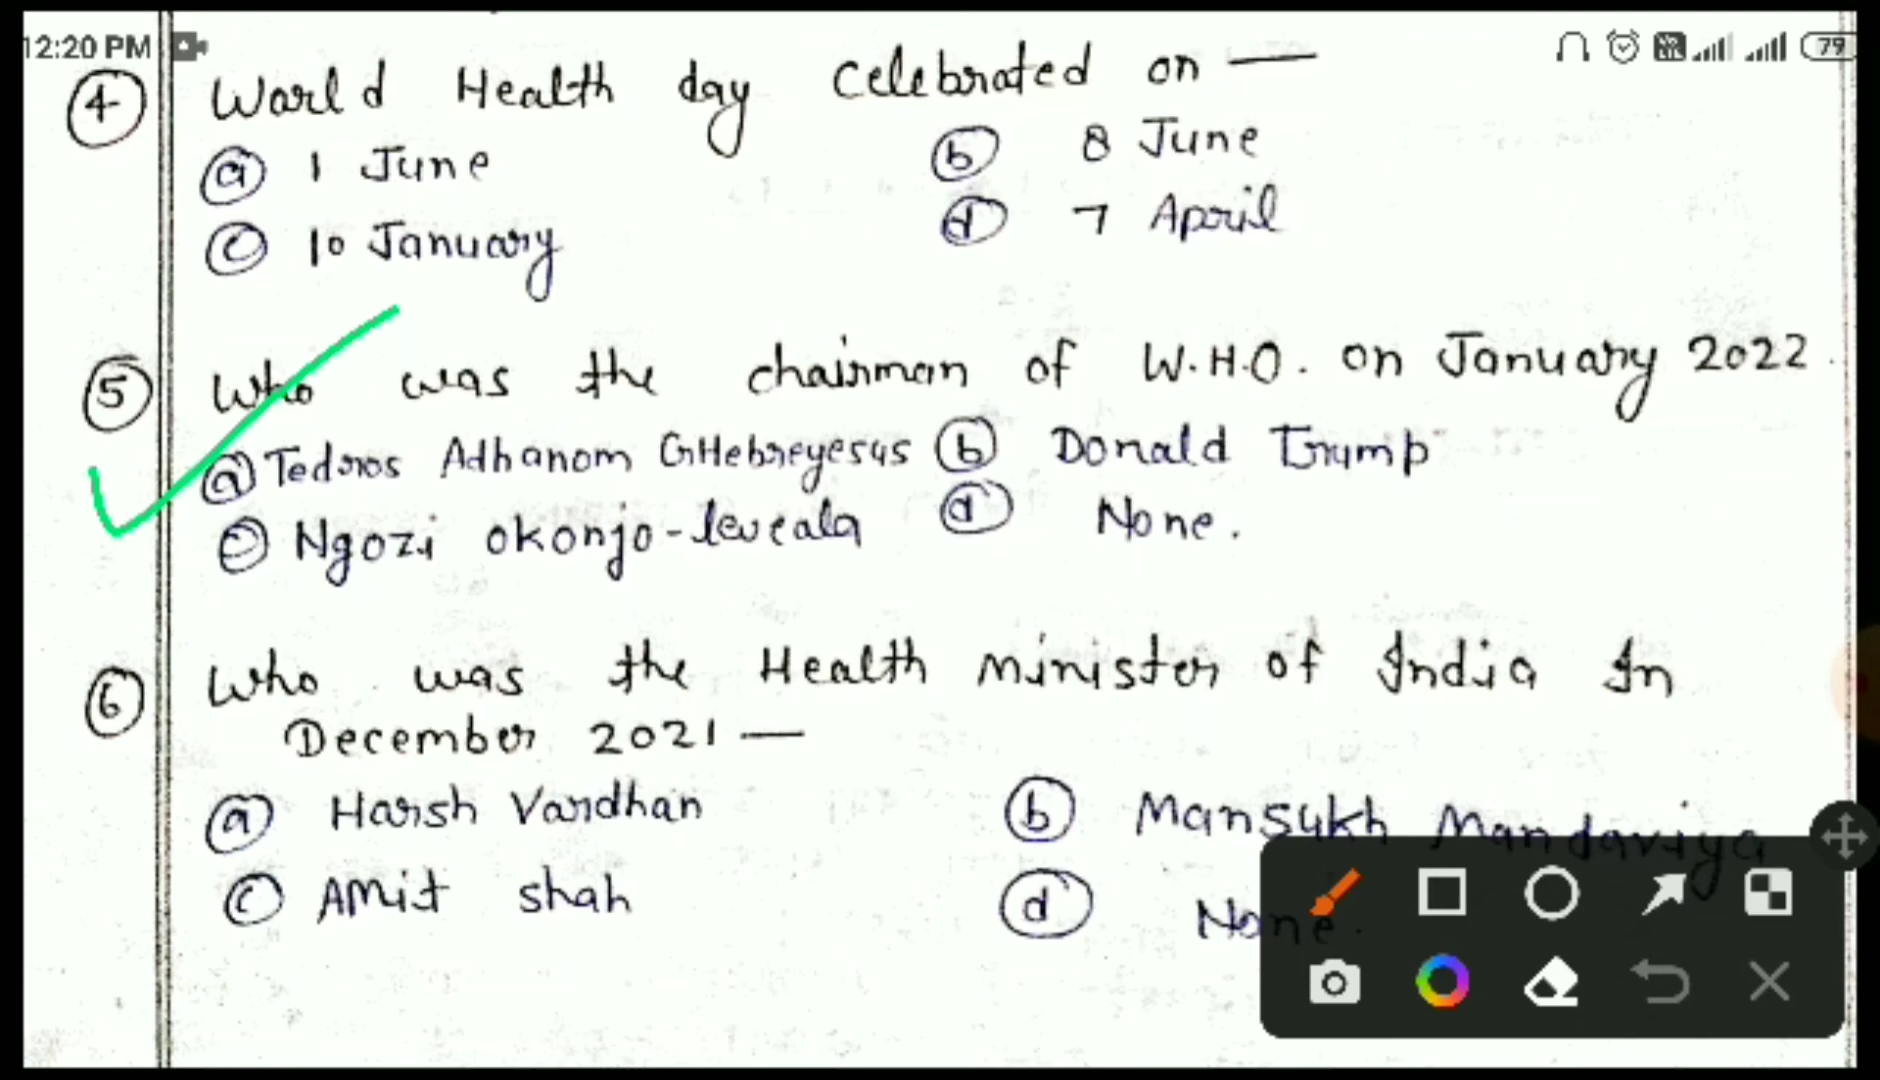 12:20 PM 79
4 World Health day celebrated on —
a 1 June b 8 June
c 10 January d 7 April
5 Who was the chairman of W.H.O. on January 2022.
a Tedros Adhanom GHebreyesus b Donald Trump
c Ngozi okonjo-leweala d None.
6 Who was the Health minister of India In
December 2021 —
a Harsh Vardhan b Mansukh Mandaviya
c Amit shah d None.